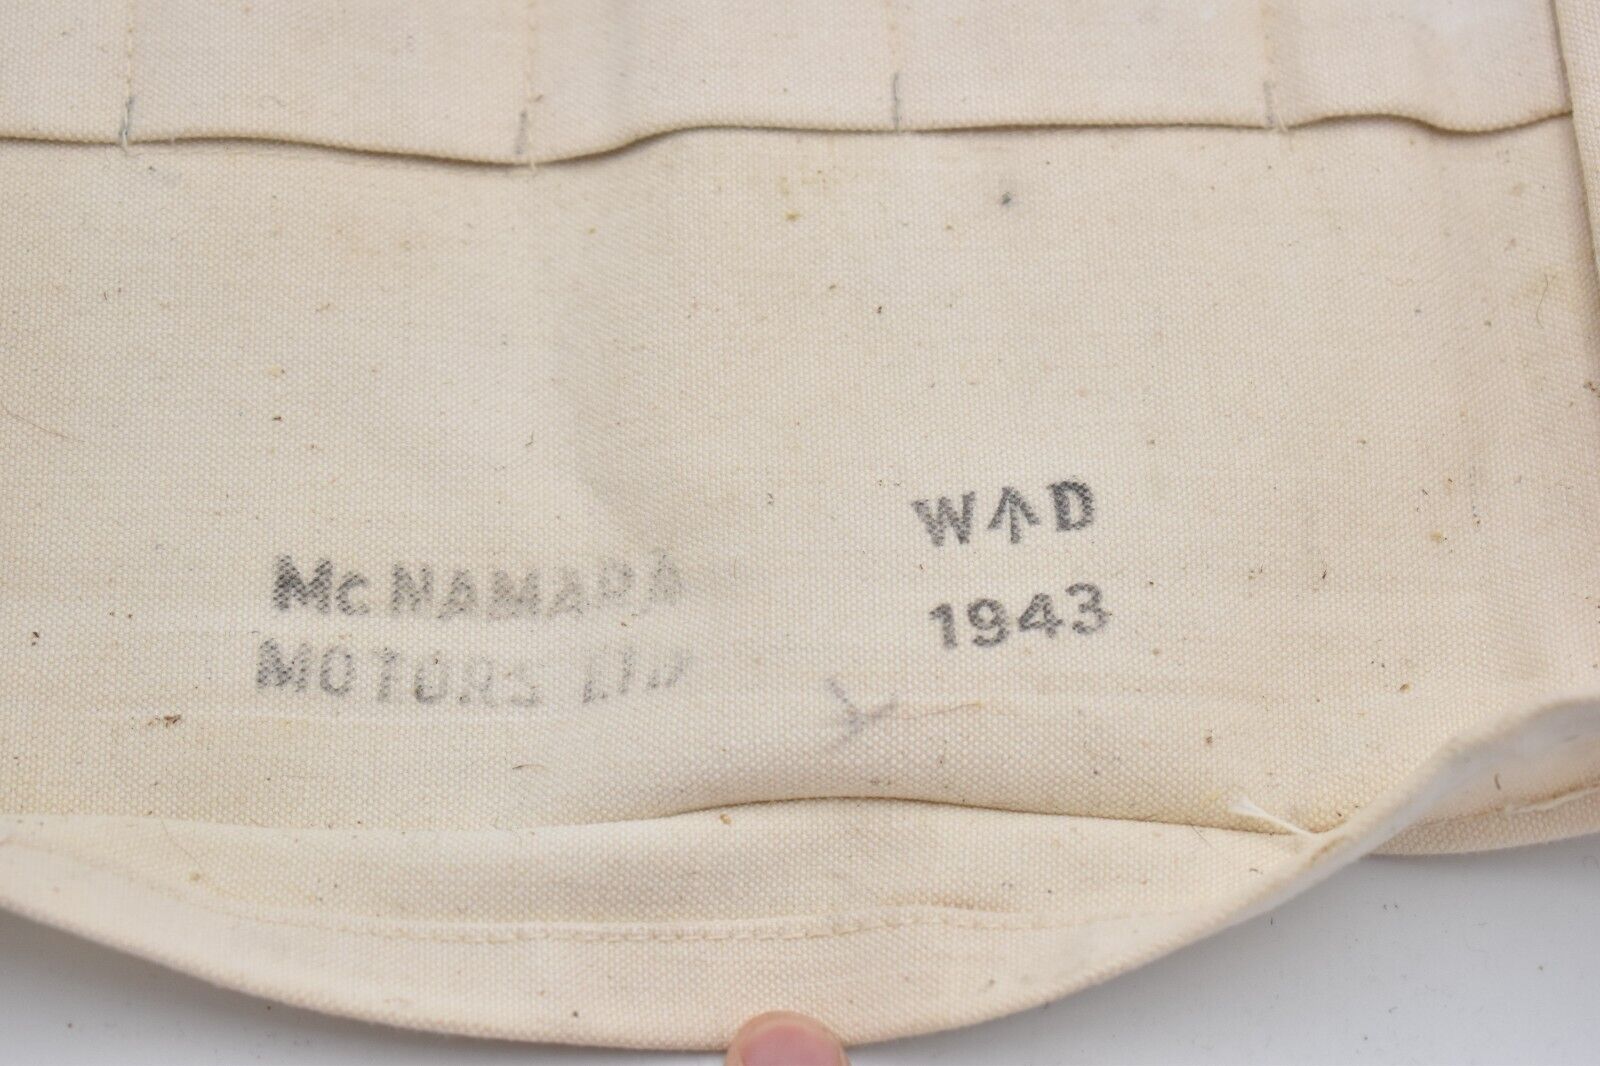 McNAMARA
MOTORS LTD
W↑D
1943